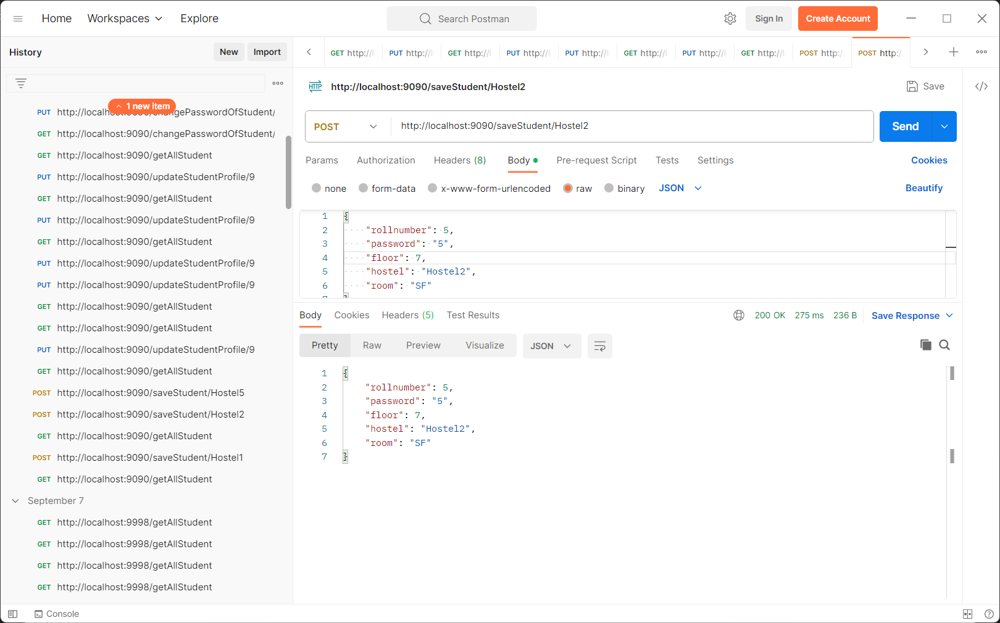 Home Workspaces Explore Search Postman Sign In Create Account
History New Import
GET http://l PUT http://l GET http://l PUT http://l PUT http://l GET http://l PUT http://l GET http://l POST http:/ POST http:/
1 new item
PUT http://localhost:9090/changePasswordOfStudent/
GET http://localhost:9090/changePasswordOfStudent/
GET http://localhost:9090/getAllStudent
PUT http://localhost:9090/updateStudentProfile/9
GET http://localhost:9090/getAllStudent
PUT http://localhost:9090/updateStudentProfile/9
GET http://localhost:9090/getAllStudent
PUT http://localhost:9090/updateStudentProfile/9
PUT http://localhost:9090/updateStudentProfile/9
GET http://localhost:9090/getAllStudent
GET http://localhost:9090/getAllStudent
PUT http://localhost:9090/updateStudentProfile/9
GET http://localhost:9090/getAllStudent
POST http://localhost:9090/saveStudent/Hostel5
POST http://localhost:9090/saveStudent/Hostel2
GET http://localhost:9090/getAllStudent
POST http://localhost:9090/saveStudent/Hostel1
GET http://localhost:9090/getAllStudent
September 7
GET http://localhost:9998/getAllStudent
GET http://localhost:9998/getAllStudent
GET http://localhost:9998/getAllStudent
GET http://localhost:9998/getAllStudent
HTTP http://localhost:9090/saveStudent/Hostel2 Save </>
POST http://localhost:9090/saveStudent/Hostel2 Send
Params Authorization Headers (8) Body Pre-request Script Tests Settings Cookies
none form-data x-www-form-urlencoded raw binary JSON Beautify
1 {
2 "rollnumber": 5,
3 "password": "5",
4 "floor": 7,
5 "hostel": "Hostel2",
6 "room": "SF"
7 }
Body Cookies Headers (5) Test Results 200 OK 275 ms 236 B Save Response
Pretty Raw Preview Visualize JSON
1 {
2 "rollnumber": 5,
3 "password": "5",
4 "floor": 7,
5 "hostel": "Hostel2",
6 "room": "SF"
7 }
Console